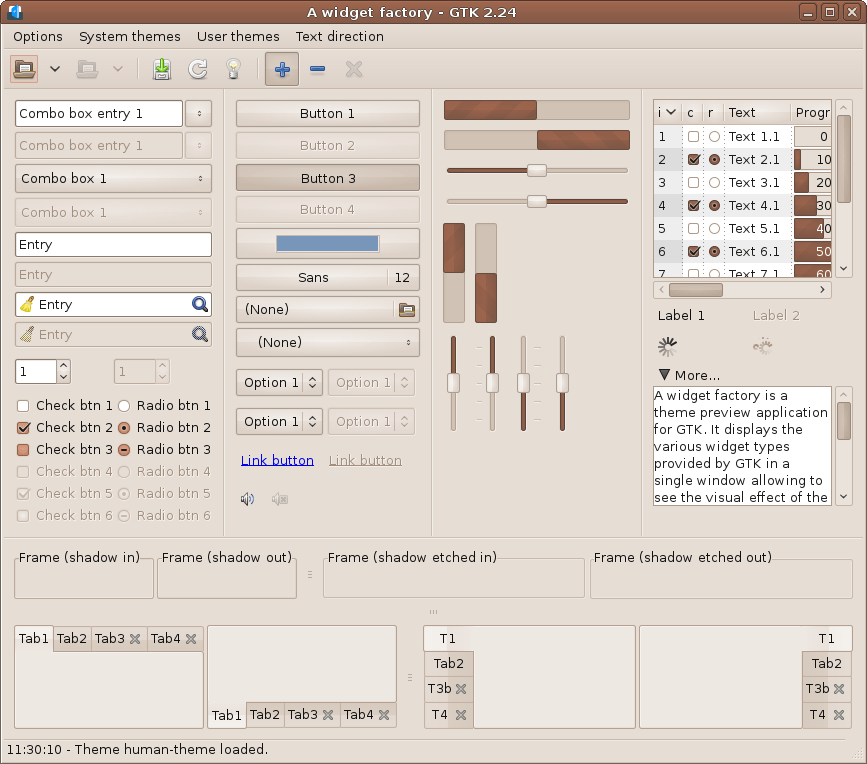 A widget factory - GTK 2.24
Options System themes User themes Text direction
Combo box entry 1
Combo box entry 1
Combo box 1
Combo box 1
Entry
Entry
Entry
Entry
1 1
Check btn 1 Radio btn 1
Check btn 2 Radio btn 2
Check btn 3 Radio btn 3
Check btn 4 Radio btn 4
Check btn 5 Radio btn 5
Check btn 6 Radio btn 6
Button 1
Button 2
Button 3
Button 4
Sans 12
(None)
(None)
Option 1 Option 1
Option 1 Option 1
Link button Link button
i c r Text Progr
1 Text 1.1 0
2 Text 2.1 10
3 Text 3.1 20
4 Text 4.1 30
5 Text 5.1 40
6 Text 6.1 50
7 Text 7.1 60
Label 1 Label 2
More...
A widget factory is a
theme preview application
for GTK. It displays the
various widget types
provided by GTK in a
single window allowing to
see the visual effect of the
Frame (shadow in) Frame (shadow out) Frame (shadow etched in) Frame (shadow etched out)
Tab1 Tab2 Tab3 Tab4
Tab1 Tab2 Tab3 Tab4
T1
Tab2
T3b
T4
T1
Tab2
T3b
T4
11:30:10 - Theme human-theme loaded.